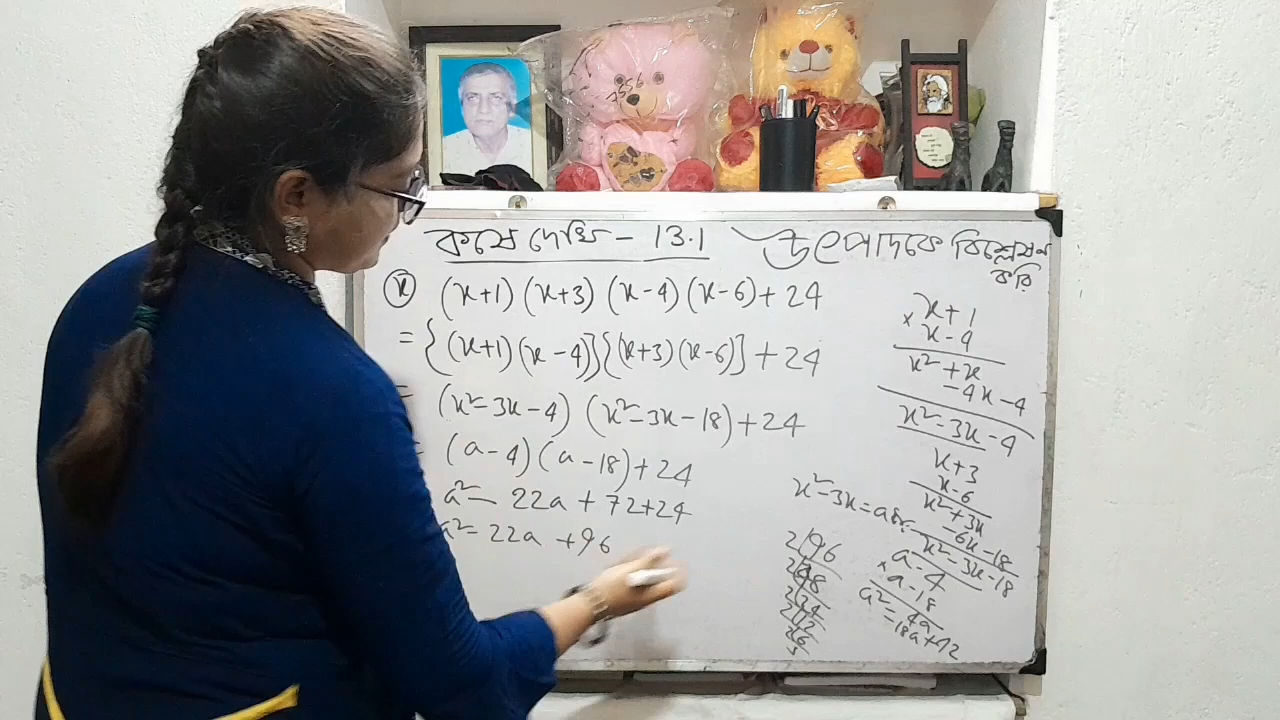 কষে দেখি – 13.1
উৎপাদকে বিশ্লেষণ
করি
(x) (x+1) (x+3) (x-4) (x-6) + 24
= {(x+1) (x-4)} {(x+3) (x-6)} + 24
= (x²-3x-4) (x²-3x-18) + 24
= (a-4) (a-18) + 24
a² - 22a + 72+24
a² - 22a + 96
x²-3x = a
x+1
× x-4
x² + x
-4x-4
x²-3x-4
x+3
x-6
x²+3x
-6x-18
x²-3x-18
a-4
× a-18
a²-4a
-18a+72
2|96
2|48
2|24
2|12
2|6
3